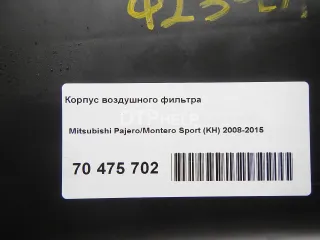 Корпус воздушного фильтра
Mitsubishi Pajero/Montero Sport (KH) 2008-2015
70 475 702